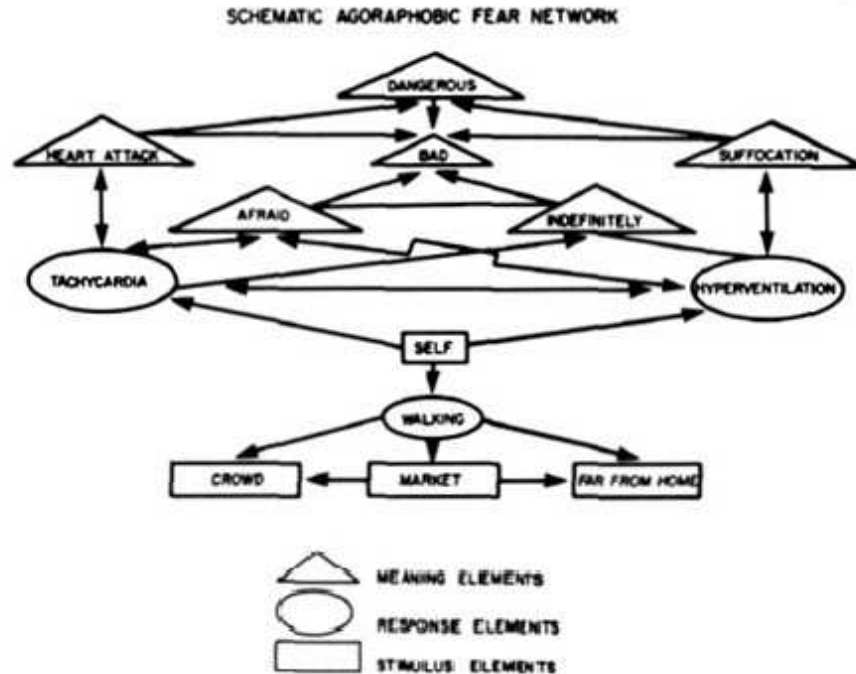 SCHEMATIC AGORAPHOBIC FEAR NETWORK
DANGEROUS
HEART ATTACK
BAD
SUFFOCATION
AFRAID
INDEFINITELY
TACHYCARDIA
HYPERVENTILATION
SELF
WALKING
CROWD
MARKET
FAR FROM HOME
MEANING ELEMENTS
RESPONSE ELEMENTS
STIMULUS ELEMENTS